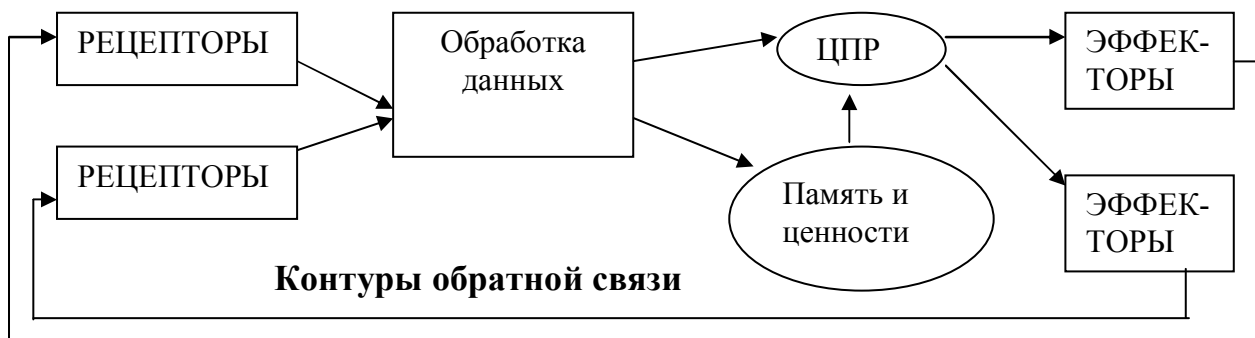 РЕЦЕПТОРЫ
РЕЦЕПТОРЫ
Обработка
данных
ЦПР
Память и
ценности
ЭФФЕК-
ТОРЫ
ЭФФЕК-
ТОРЫ
Контуры обратной связи